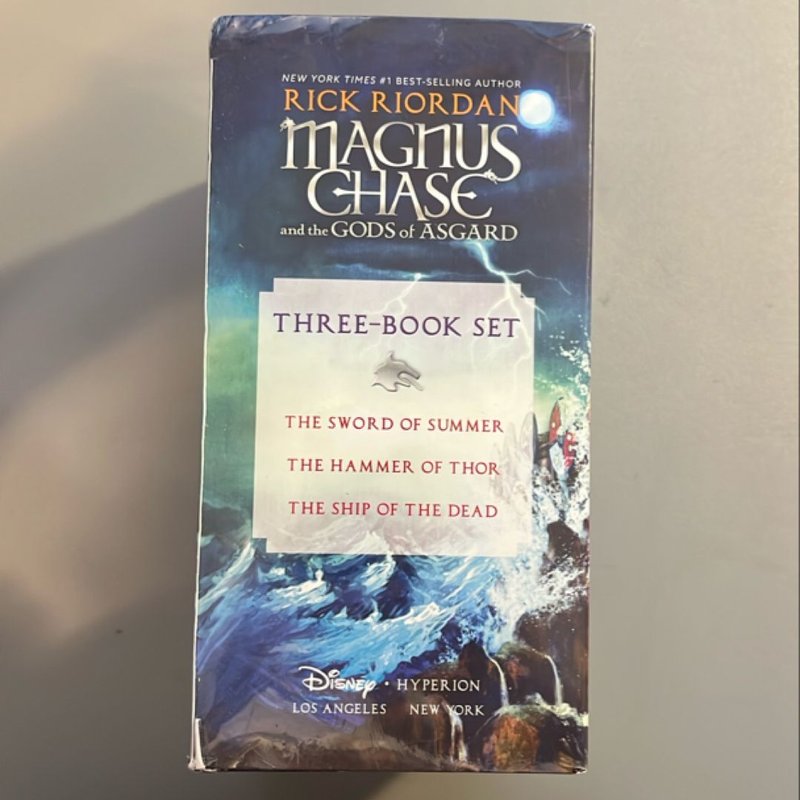 NEW YORK TIMES #1 BEST-SELLING AUTHOR
RICK RIORDAN
MAGNUS
CHASE
and the GODS of ASGARD
THREE-BOOK SET
THE SWORD OF SUMMER
THE HAMMER OF THOR
THE SHIP OF THE DEAD
Disney • HYPERION
LOS ANGELES NEW YORK